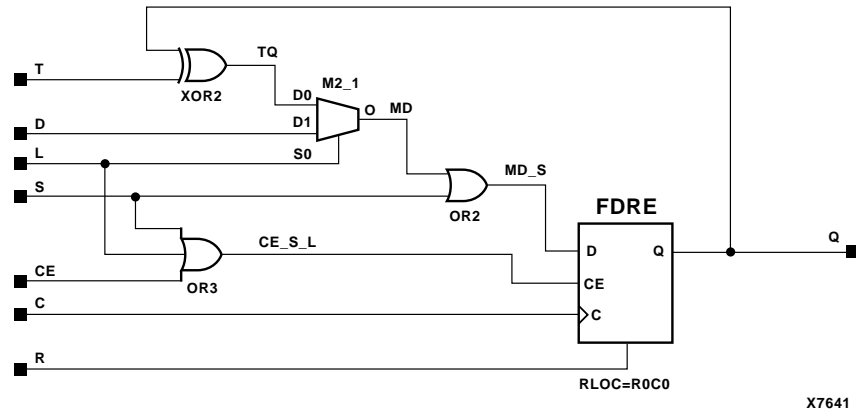 T
TQ
XOR2
M2_1
D0
O
MD
D
D1
L
S0
S
MD_S
OR2
FDRE
CE_S_L
D
Q
Q
CE
OR3
CE
C
C
R
RLOC=R0C0
X7641